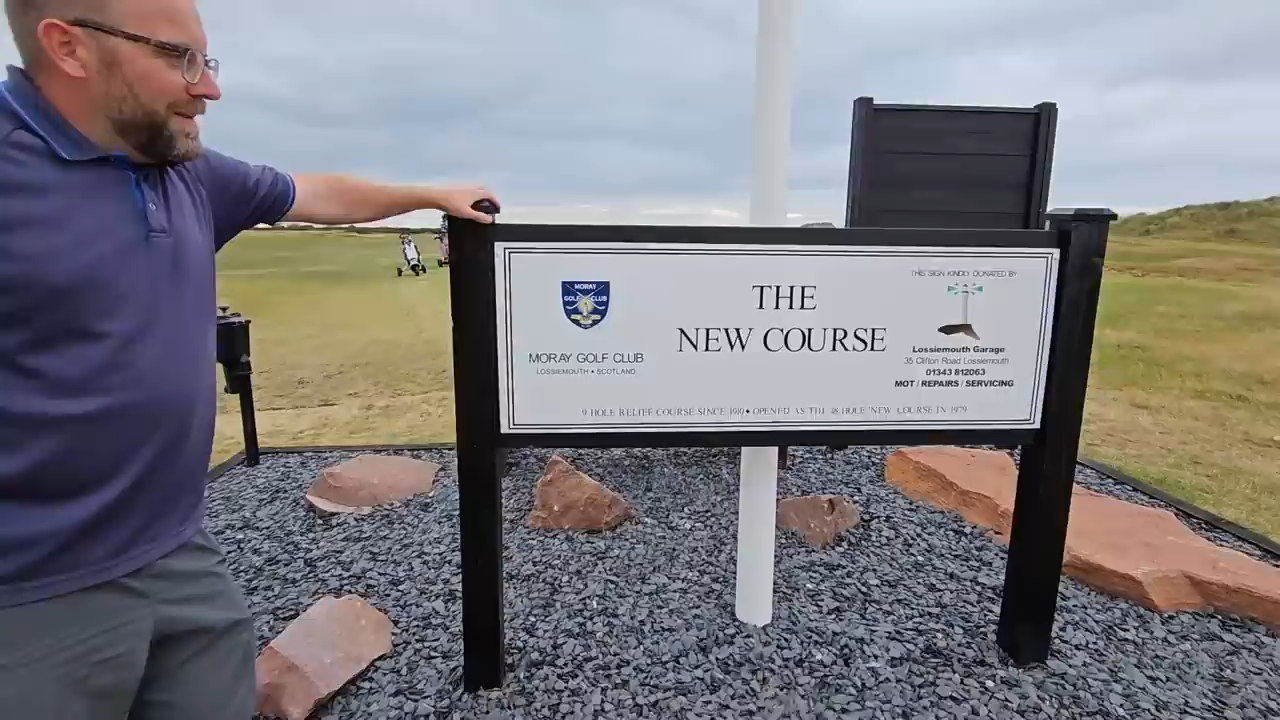 MORAY
GOLF CLUB
MORAY GOLF CLUB
LOSSIEMOUTH • SCOTLAND
THE
NEW COURSE
THIS SIGN KINDLY DONATED BY
Lossiemouth Garage
35 Clifton Road Lossiemouth
01343 812063
MOT / REPAIRS / SERVICING
9 HOLE RELIEF COURSE SINCE 1919 • OPENED AS THE 18 HOLE 'NEW' COURSE IN 1979